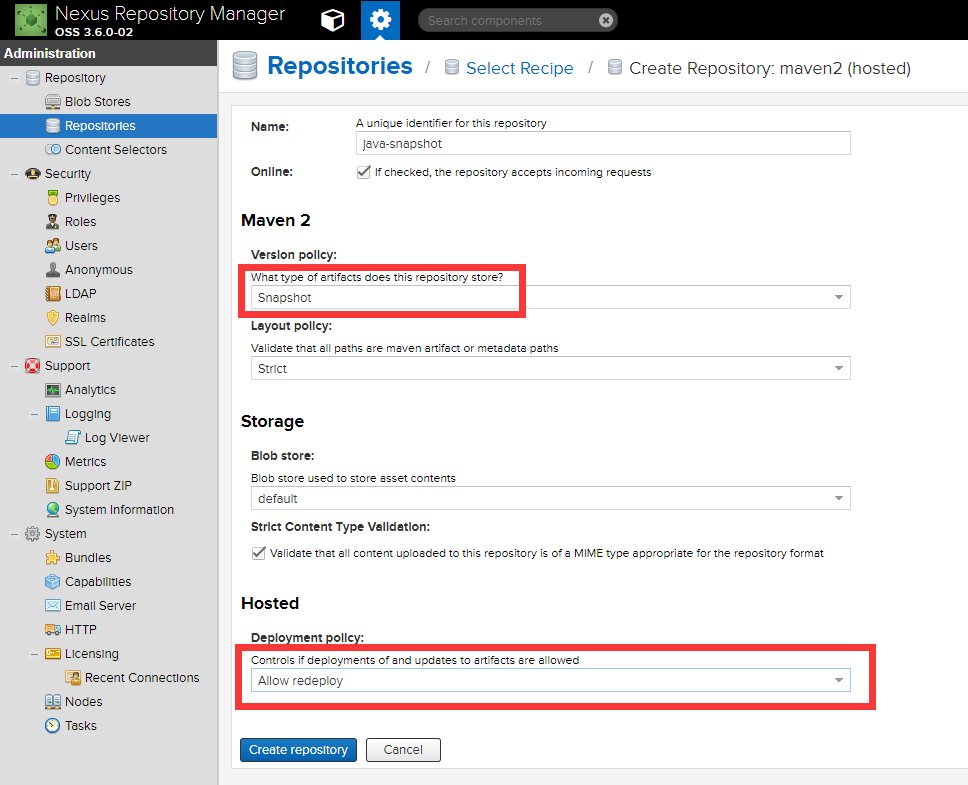 Nexus Repository Manager
OSS 3.6.0-02
Search components
Administration
Repository
Blob Stores
Repositories
Content Selectors
Security
Privileges
Roles
Users
Anonymous
LDAP
Realms
SSL Certificates
Support
Analytics
Logging
Log Viewer
Metrics
Support ZIP
System Information
System
Bundles
Capabilities
Email Server
HTTP
Licensing
Recent Connections
Nodes
Tasks
Repositories / Select Recipe / Create Repository: maven2 (hosted)
Name: A unique identifier for this repository
java-snapshot
Online: If checked, the repository accepts incoming requests
Maven 2
Version policy:
What type of artifacts does this repository store?
Snapshot
Layout policy:
Validate that all paths are maven artifact or metadata paths
Strict
Storage
Blob store:
Blob store used to store asset contents
default
Strict Content Type Validation:
Validate that all content uploaded to this repository is of a MIME type appropriate for the repository format
Hosted
Deployment policy:
Controls if deployments of and updates to artifacts are allowed
Allow redeploy
Create repository Cancel